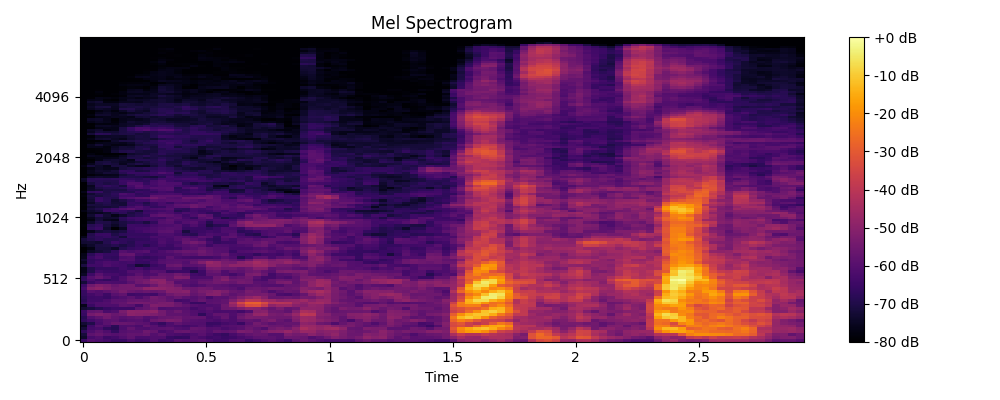 Mel Spectrogram
Hz
4096
2048
1024
512
0
0
0.5
1
1.5
2
2.5
Time
+0 dB
-10 dB
-20 dB
-30 dB
-40 dB
-50 dB
-60 dB
-70 dB
-80 dB